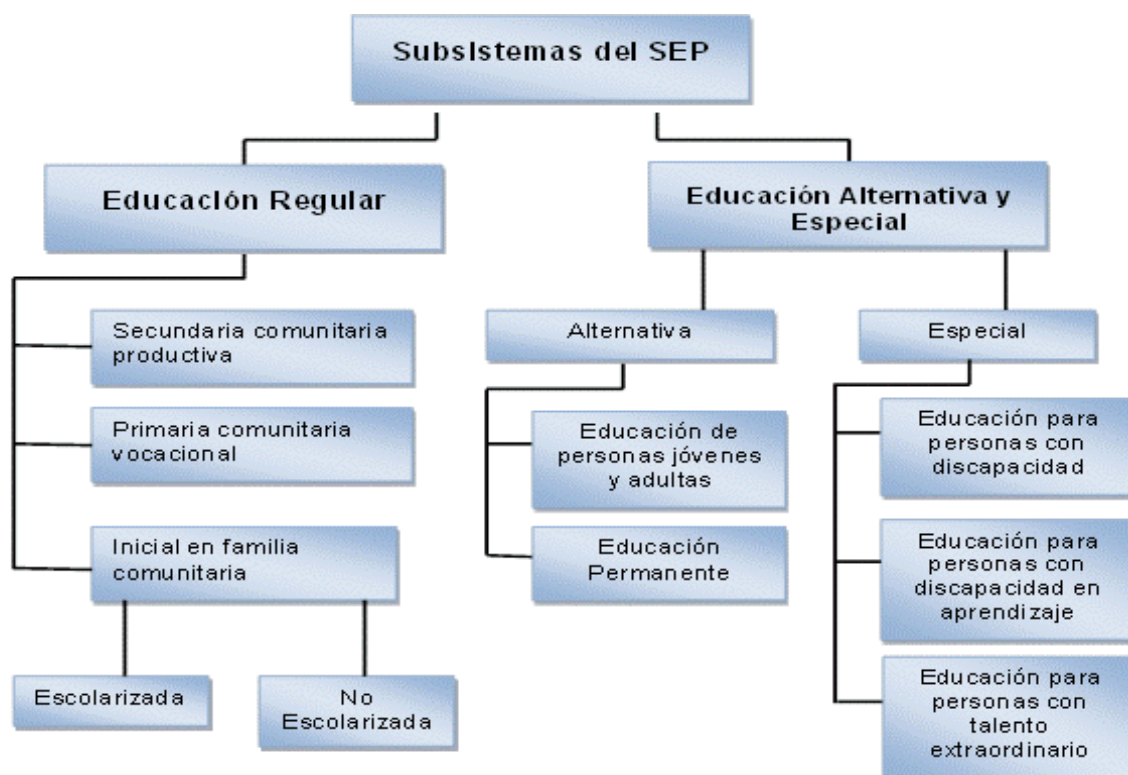 Subsistemas del SEP
Educación Regular
Educación Alternativa y
Especial
Secundaria comunitaria
productiva
Primaria comunitaria
vocacional
Inicial en familia
comunitaria
Escolarizada
No
Escolarizada
Alternativa
Educación de
personas jóvenes
y adultas
Educación
Permanente
Especial
Educación para
personas con
discapacidad
Educación para
personas con
discapacidad en
aprendizaje
Educación para
personas con
talento
extraordinario